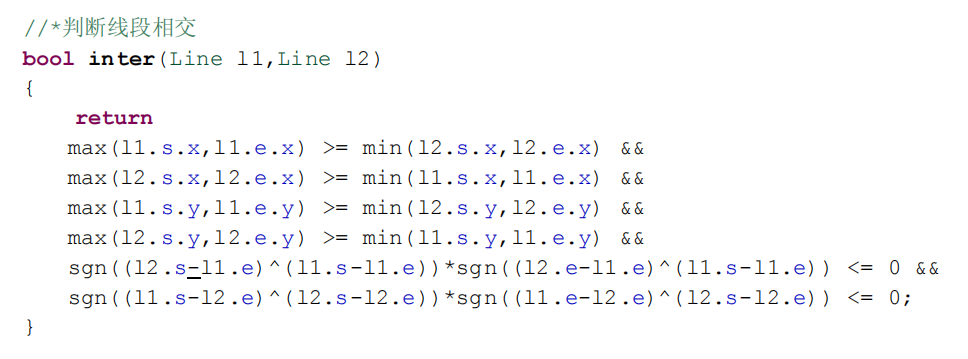 //*判断线段相交
bool inter(Line l1,Line l2)
{
return
max(l1.s.x,l1.e.x) >= min(l2.s.x,l2.e.x) &&
max(l2.s.x,l2.e.x) >= min(l1.s.x,l1.e.x) &&
max(l1.s.y,l1.e.y) >= min(l2.s.y,l2.e.y) &&
max(l2.s.y,l2.e.y) >= min(l1.s.y,l1.e.y) &&
sgn((l2.s-l1.e)^(l1.s-l1.e))*sgn((l2.e-l1.e)^(l1.s-l1.e)) <= 0 &&
sgn((l1.s-l2.e)^(l2.s-l2.e))*sgn((l1.e-l2.e)^(l2.s-l2.e)) <= 0;
}